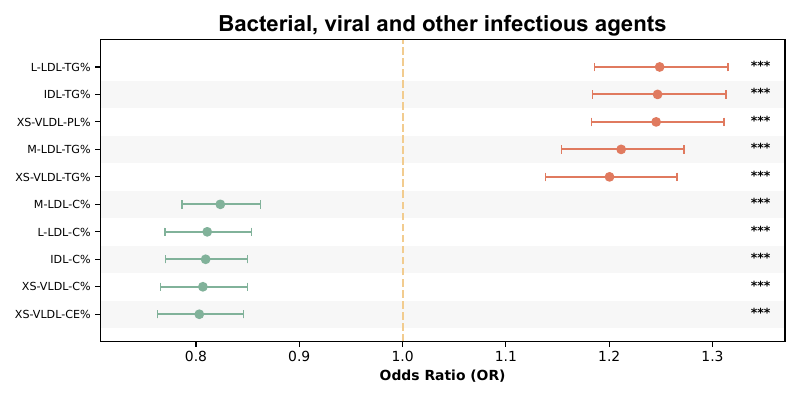 Bacterial, viral and other infectious agents
L-LDL-TG% ***
IDL-TG% ***
XS-VLDL-PL% ***
M-LDL-TG% ***
XS-VLDL-TG% ***
M-LDL-C% ***
L-LDL-C% ***
IDL-C% ***
XS-VLDL-C% ***
XS-VLDL-CE% ***
0.8 0.9 1.0 1.1 1.2 1.3
Odds Ratio (OR)